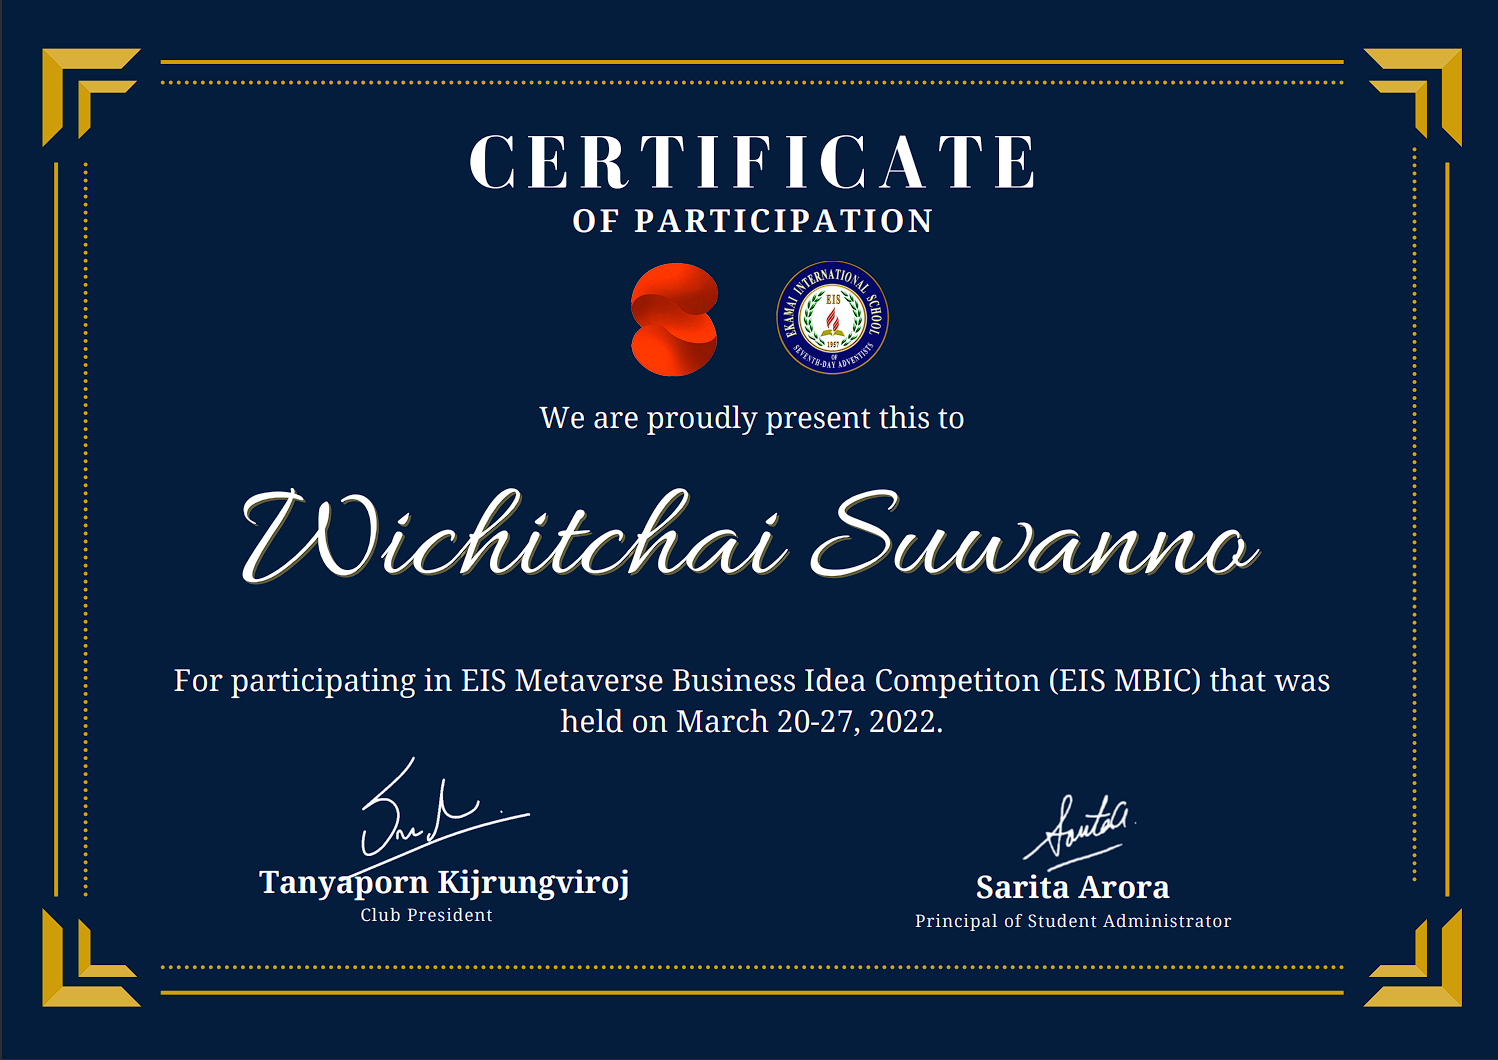 CERTIFICATE
OF PARTICIPATION
EKAMAI INTERNATIONAL SCHOOL
EIS
1957
OF
SEVENTH-DAY ADVENTISTS
We are proudly present this to
Wichitchai Suwanno
For participating in EIS Metaverse Business Idea Competiton (EIS MBIC) that was
held on March 20-27, 2022.
Sarita
Tanyaporn Kijrungviroj
Sarita Arora
Club President
Principal of Student Administrator